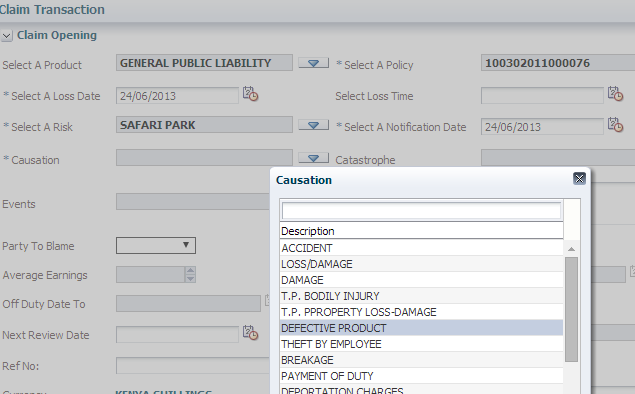 Claim Transaction
Claim Opening
Select A Product GENERAL PUBLIC LIABILITY * Select A Policy 100302011000076
* Select A Loss Date 24/06/2013 Select Loss Time
* Select A Risk SAFARI PARK * Select A Notification Date 24/06/2013
* Causation Catastrophe
Causation
Events
Description
Party To Blame
ACCIDENT
LOSS/DAMAGE
Average Earnings
DAMAGE
T.P. BODILY INJURY
Off Duty Date To
T.P. PPROPERTY LOSS-DAMAGE
DEFECTIVE PRODUCT
Next Review Date
THEFT BY EMPLOYEE
BREAKAGE
Ref No:
PAYMENT OF DUTY
DEPORTATION CHARGES
Currency KENYA SHILLINGS